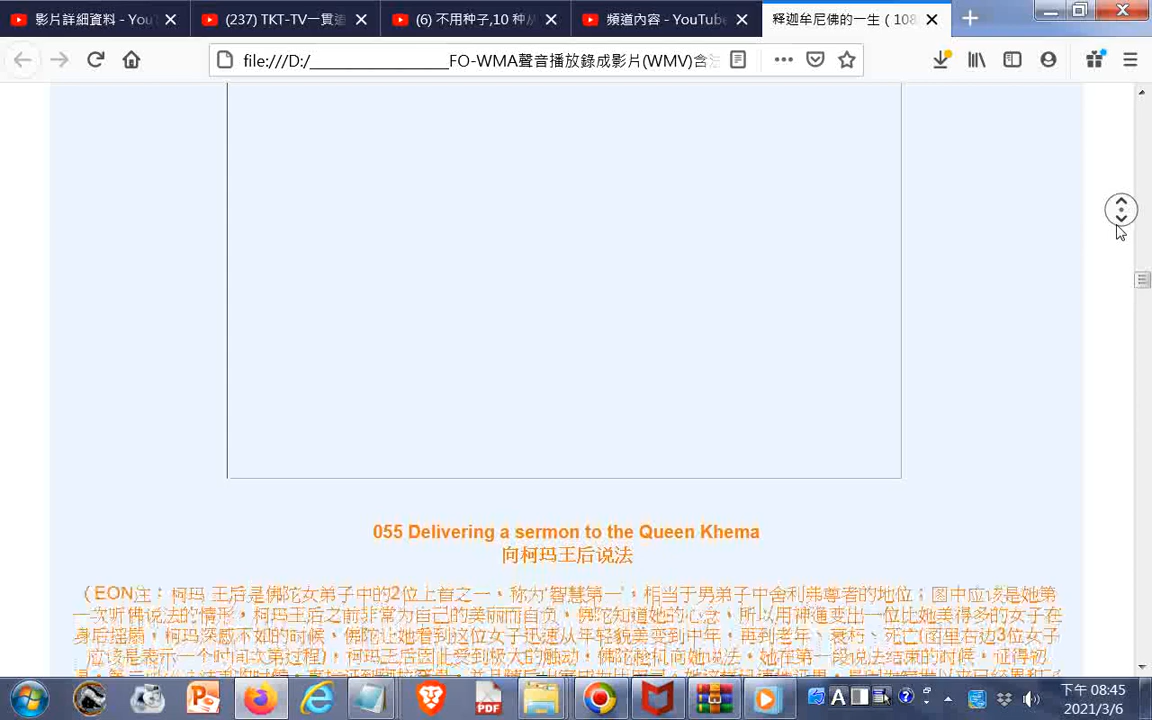 影片詳細資料 - You
(237) TKT-TV一貫道
(6) 不用种子,10 种
頻道內容 - YouTube
释迦牟尼佛的一生（108
file:///D:/________________FO-WMA聲音播放錄成影片(WMV)含
055 Delivering a sermon to the Queen Khema
向柯玛王后说法
（EON注：柯玛 王后是佛陀女弟子中的2位上首之一、称为'智慧第一'，相当于男弟子中舍利弗尊者的地位；图中应该是她第
一次听佛说法的情形，柯玛王后之前非常为自己的美丽而自负，佛陀知道她的心念、所以用神通变出一位比她美得多的女子在
身后摇扇，柯玛深感不如的时候、佛陀让她看到这位女子迅速从年轻貌美变到中年，再到老年、衰朽、死亡(图里右边3位女子
应该是表示一个时间次第过程)，柯玛王后因此受到极大的触动，佛陀趁机向她说法，她在第一段说法结束的时候，证得初
PDF
A
下午 08:45
2021/3/6